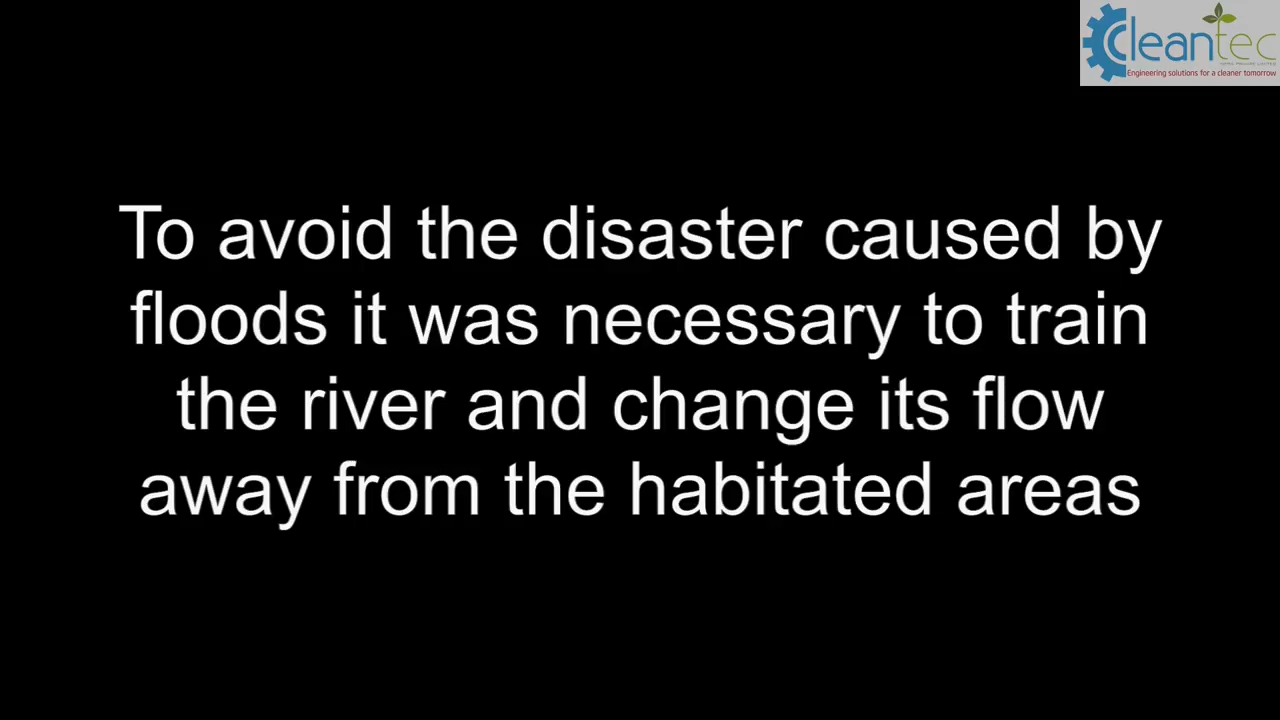 Cleantec
Engineering solutions for a cleaner tomorrow
To avoid the disaster caused by
floods it was necessary to train
the river and change its flow
away from the habitated areas